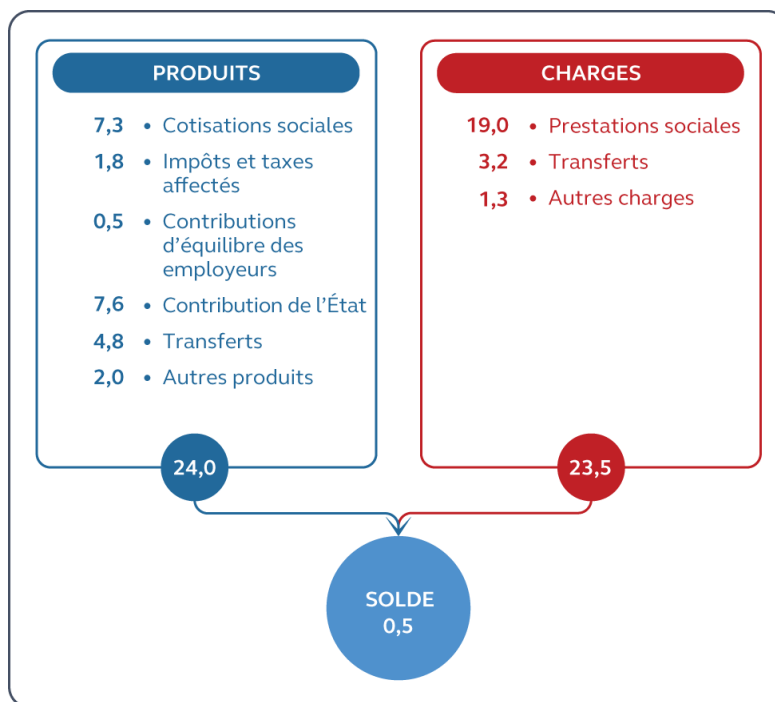 PRODUITS
7,3 • Cotisations sociales
1,8 • Impôts et taxes
affectés
0,5 • Contributions
d'équilibre des
employeurs
7,6 • Contribution de l'État
4,8 • Transferts
2,0 • Autres produits
24,0
CHARGES
19,0 • Prestations sociales
3,2 • Transferts
1,3 • Autres charges
23,5
SOLDE
0,5